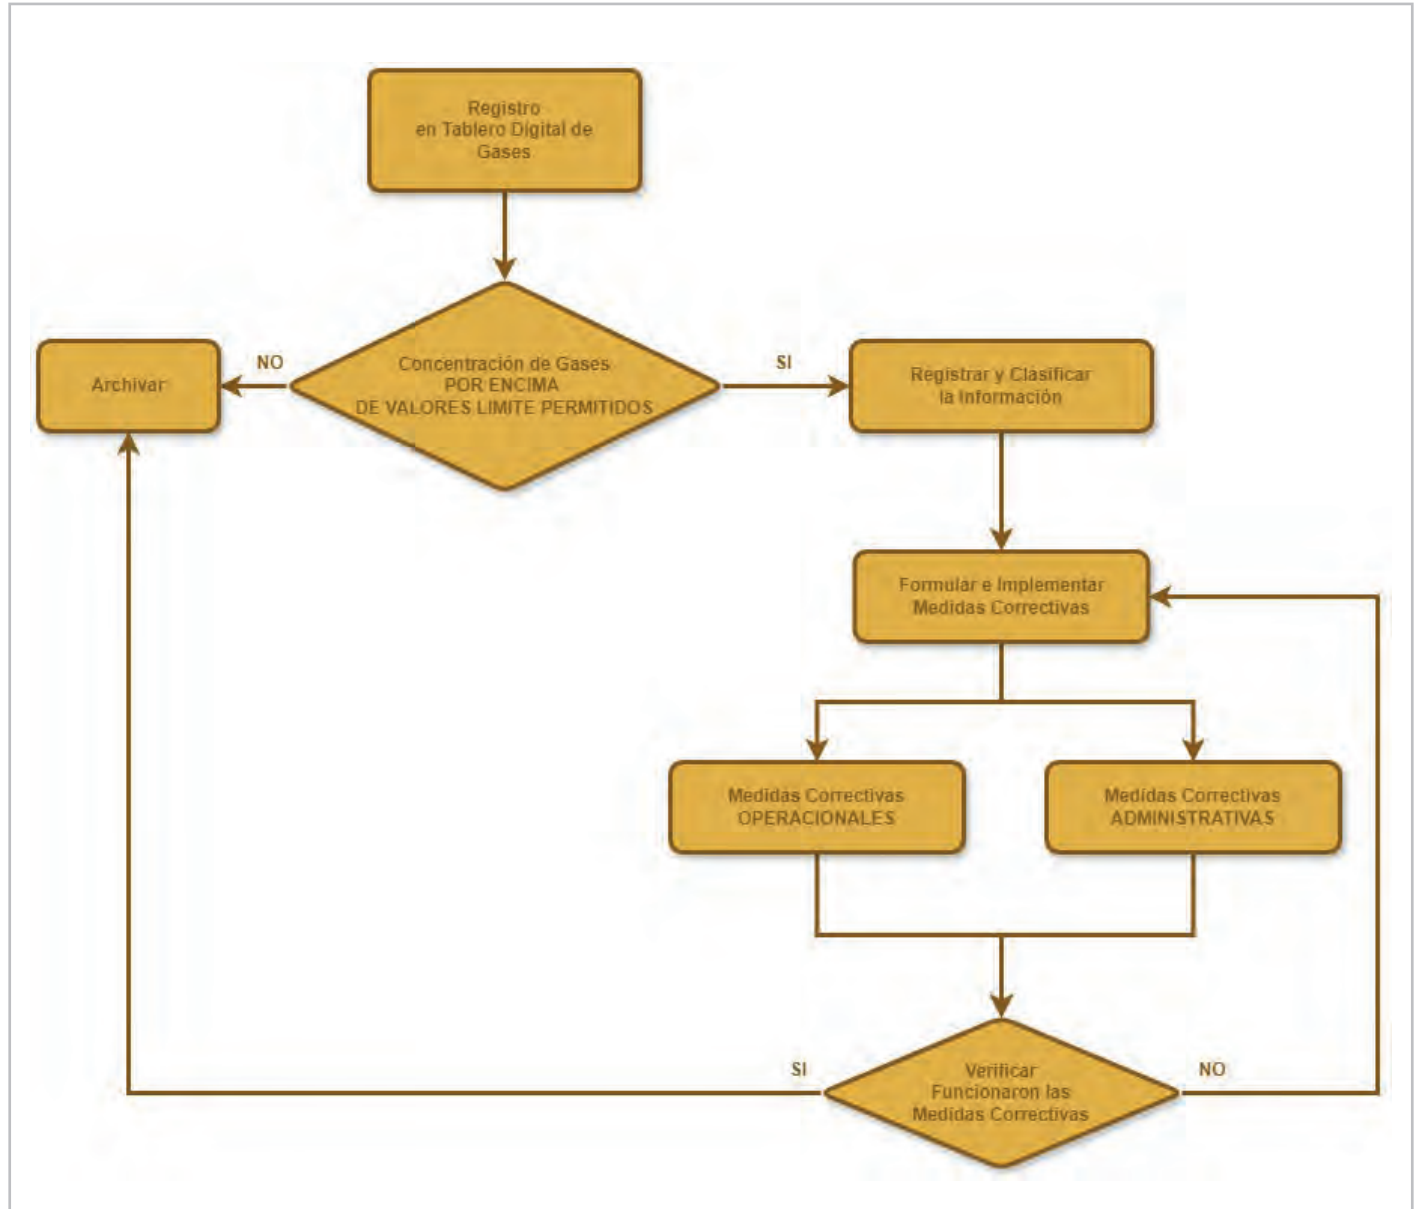 Registro
en Tablero Digital de
Gases
Concentración de Gases
POR ENCIMA
DE VALORES LIMITE PERMITIDOS
NO
SI
Archivar
Registrar y Clasificar
la Información
Formular e Implementar
Medidas Correctivas
Medidas Correctivas
OPERACIONALES
Medidas Correctivas
ADMINISTRATIVAS
Verificar
Funcionaron las
Medidas Correctivas
SI
NO